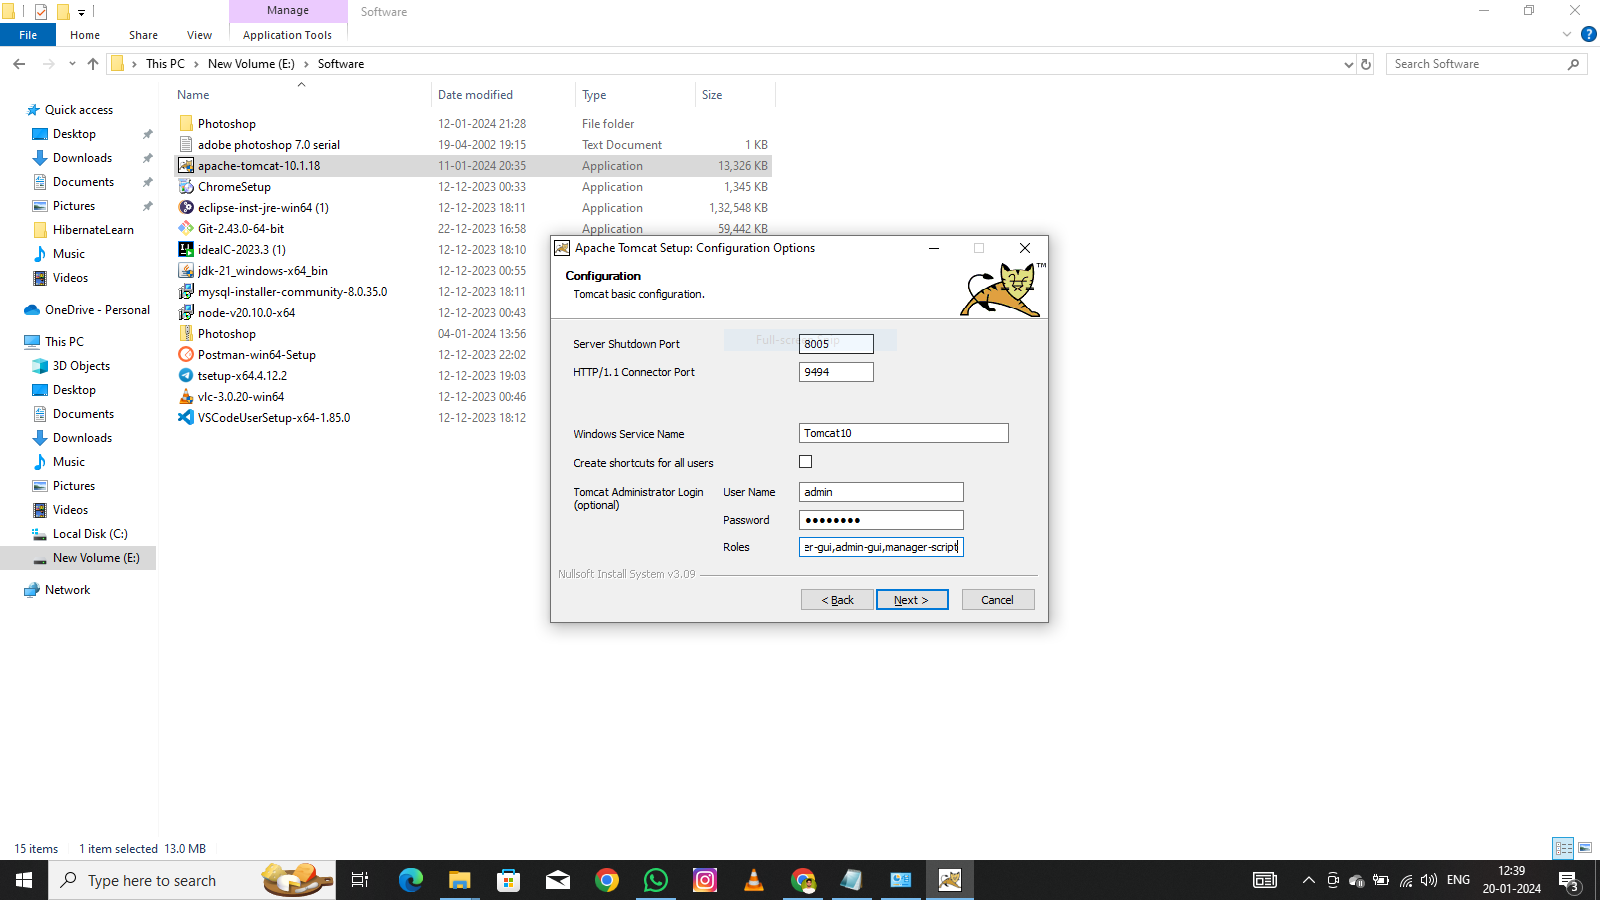 Manage
Software
File
Home
Share
View
Application Tools
This PC
New Volume (E:)
Software
Search Software
Name
Date modified
Type
Size
Quick access
Desktop
Downloads
Documents
Pictures
HibernateLearn
Music
Videos
OneDrive - Personal
This PC
3D Objects
Desktop
Documents
Downloads
Music
Pictures
Videos
Local Disk (C:)
New Volume (E:)
Network
Photoshop 12-01-2024 21:28 File folder
adobe photoshop 7.0 serial 19-04-2002 19:15 Text Document 1 KB
apache-tomcat-10.1.18 11-01-2024 20:35 Application 13,326 KB
ChromeSetup 12-12-2023 00:33 Application 1,345 KB
eclipse-inst-jre-win64 (1) 12-12-2023 18:11 Application 1,32,548 KB
Git-2.43.0-64-bit 22-12-2023 16:58 Application 59,442 KB
ideaIC-2023.3 (1) 12-12-2023 18:10
jdk-21_windows-x64_bin 12-12-2023 00:55
mysql-installer-community-8.0.35.0 12-12-2023 18:11
node-v20.10.0-x64 12-12-2023 00:43
Photoshop 04-01-2024 13:56
Postman-win64-Setup 12-12-2023 22:02
tsetup-x64.4.12.2 12-12-2023 19:03
vlc-3.0.20-win64 12-12-2023 00:46
VSCodeUserSetup-x64-1.85.0 12-12-2023 18:12
Apache Tomcat Setup: Configuration Options
Configuration
Tomcat basic configuration.
TM
Server Shutdown Port 8005
HTTP/1.1 Connector Port 9494
Windows Service Name Tomcat10
Create shortcuts for all users
Tomcat Administrator Login
(optional)
User Name admin
Password
Roles er-gui,admin-gui,manager-script
Nullsoft Install System v3.09
< Back
Next >
Cancel
15 items
1 item selected 13.0 MB
Type here to search
ENG
12:39
20-01-2024
3